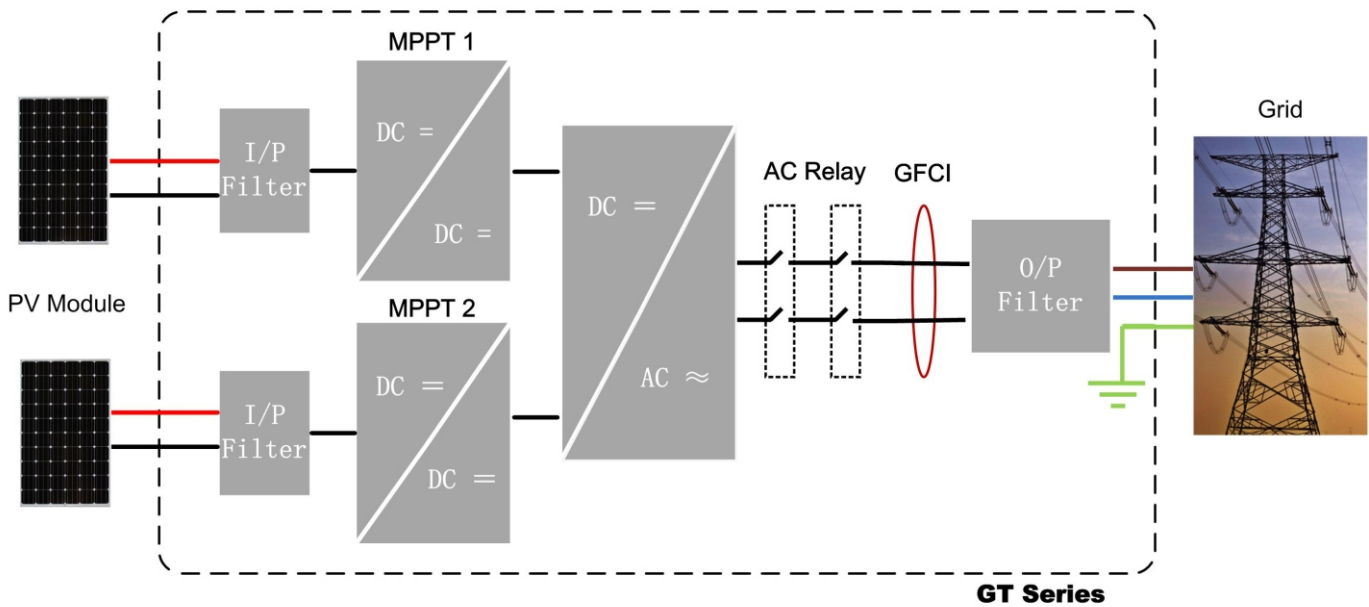 MPPT 1
DC =
DC =
I/P
Filter
PV Module
MPPT 2
DC =
DC =
I/P
Filter
DC =
AC ≈
AC Relay
GFCI
O/P
Filter
Grid
GT Series